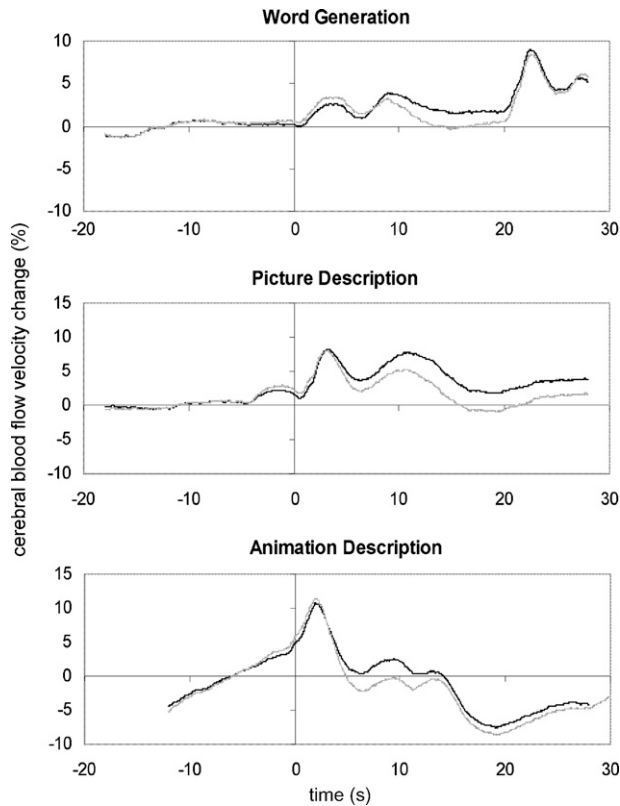 Word Generation
10
5
0
-5
-10
-20 -10 0 10 20 30
Picture Description
15
10
5
0
-5
-10
-20 -10 0 10 20 30
Animation Description
15
10
5
0
-5
-10
-20 -10 0 10 20 30
time (s)
cerebral blood flow velocity change (%)